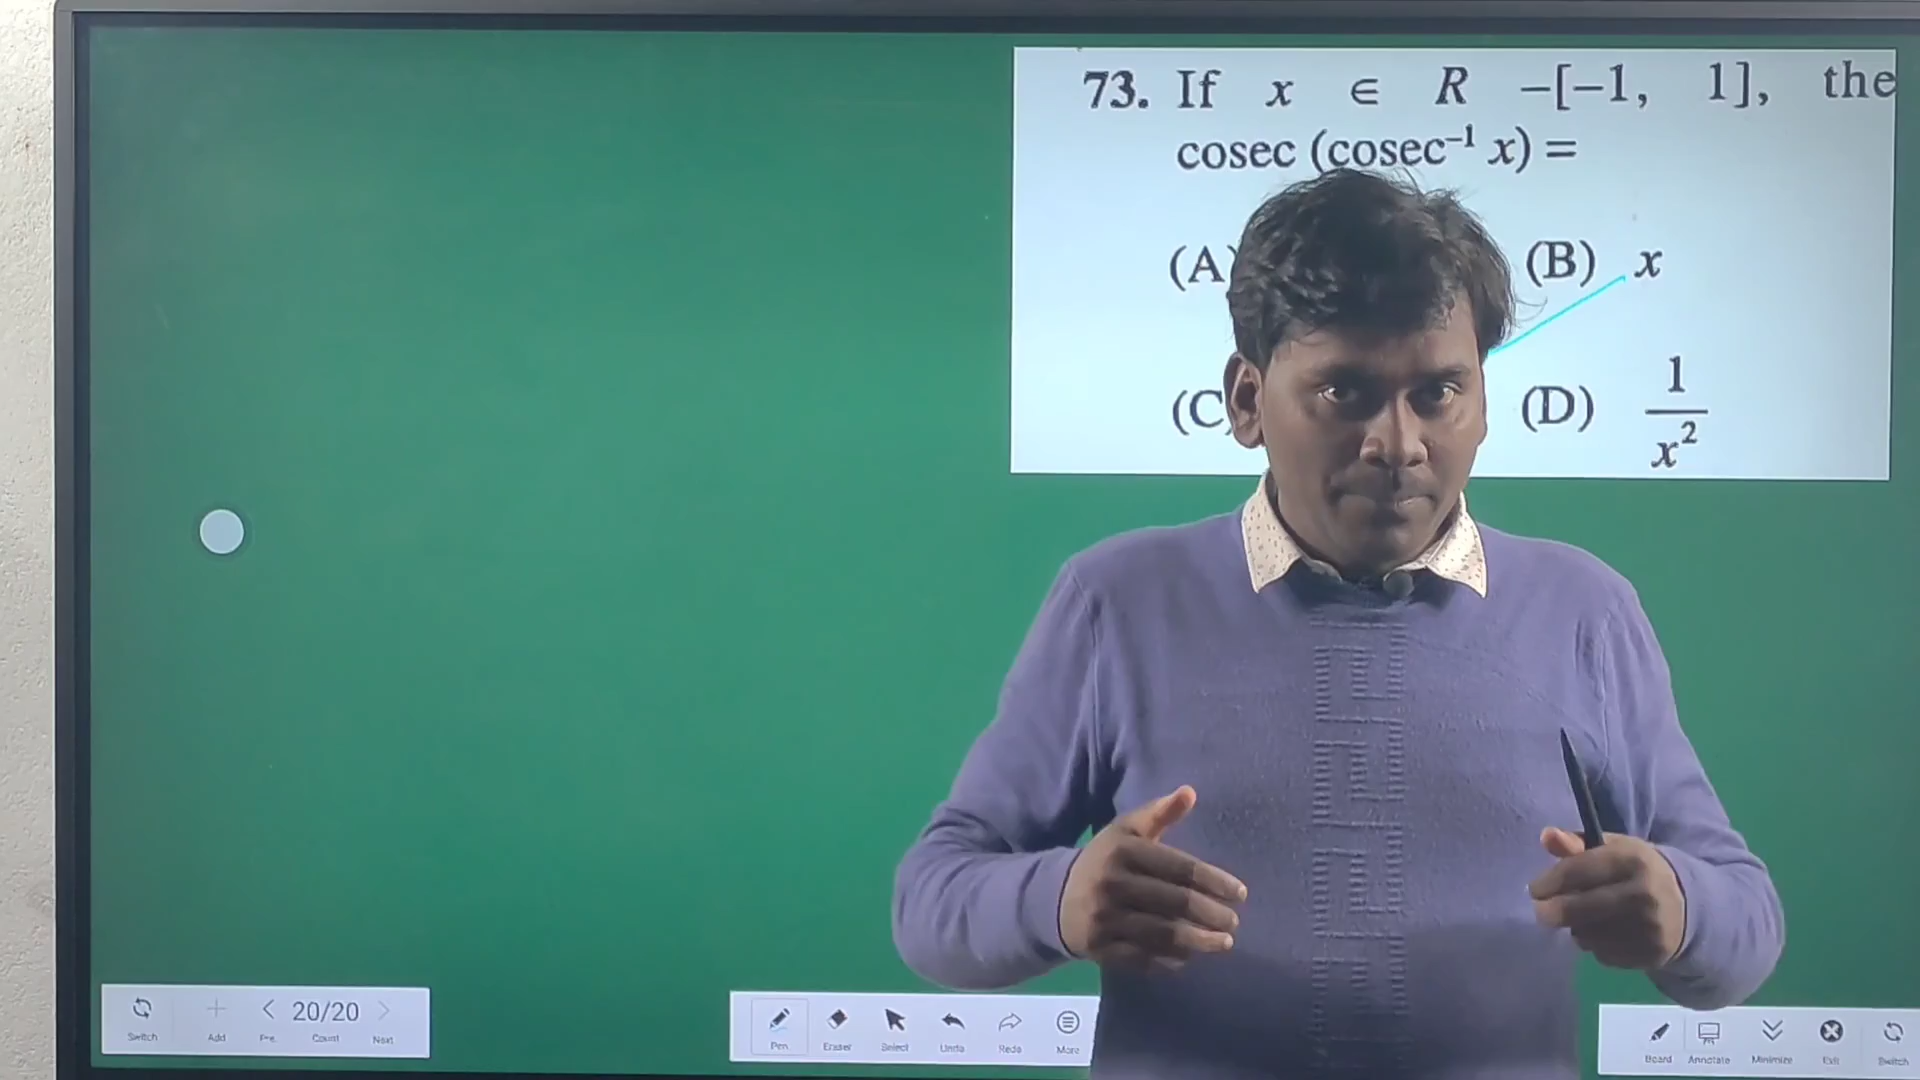 73. If x ∈ R −[−1, 1], the
cosec (cosec⁻¹ x) =
(A) (B) x
(C) (D) 1/x²
20/20
Switch Add Pre Count Next
Pen Eraser Select Undo Redo More
Board Annotate Minimize Exit Switch